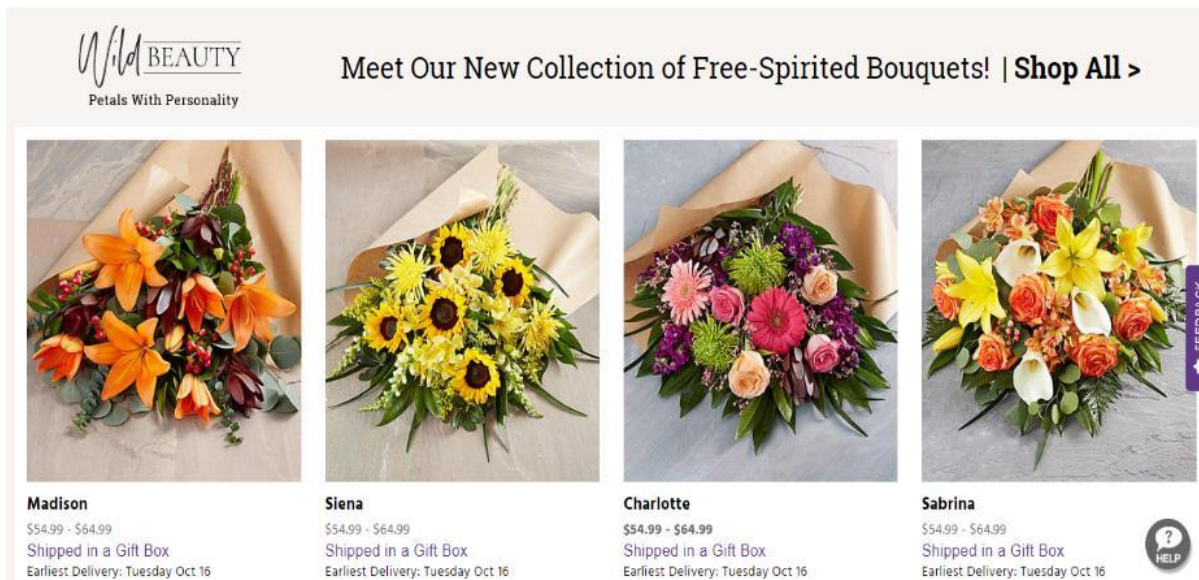 Wild BEAUTY
Petals With Personality
Meet Our New Collection of Free-Spirited Bouquets! | Shop All >
FEEDBACK
Madison
$54.99 - $64.99
Shipped in a Gift Box
Earliest Delivery: Tuesday Oct 16
Siena
$54.99 - $64.99
Shipped in a Gift Box
Earliest Delivery: Tuesday Oct 16
Charlotte
$54.99 - $64.99
Shipped in a Gift Box
Earliest Delivery: Tuesday Oct 16
Sabrina
$54.99 - $64.99
Shipped in a Gift Box
Earliest Delivery: Tuesday Oct 16
?
HELP